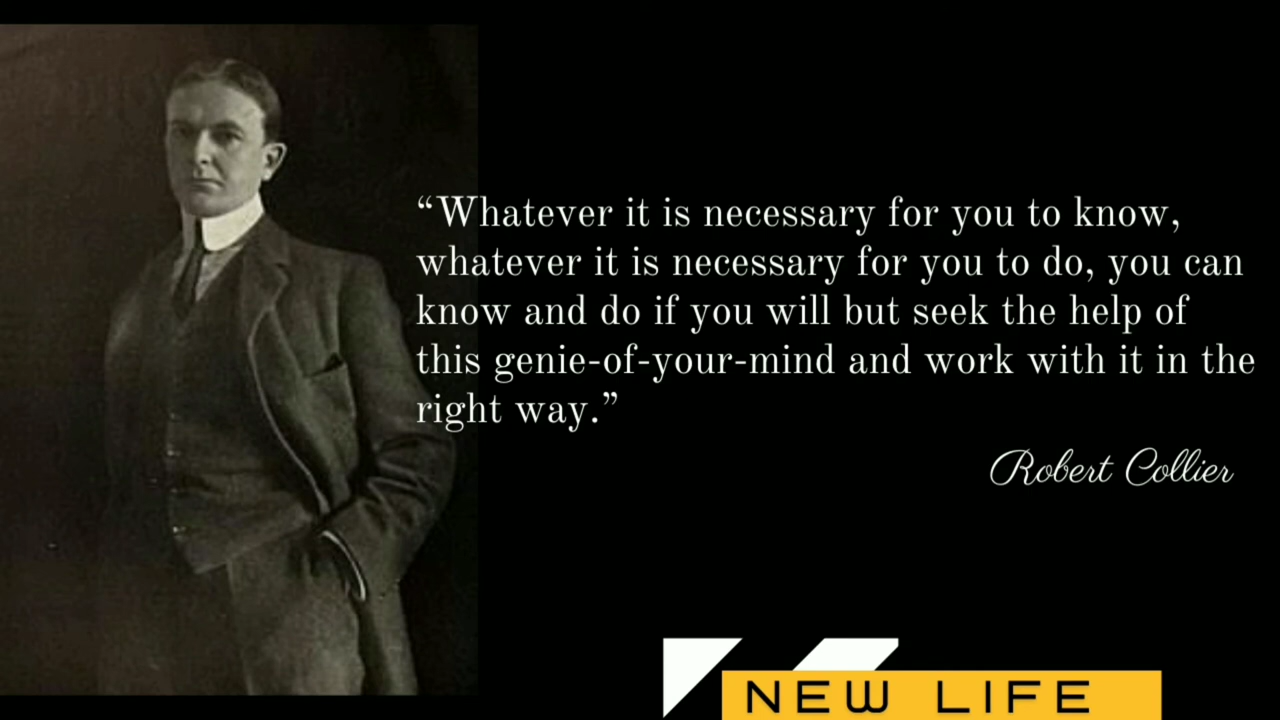 “Whatever it is necessary for you to know,
whatever it is necessary for you to do, you can
know and do if you will but seek the help of
this genie-of-your-mind and work with it in the
right way.”
Robert Collier
NEW LIFE